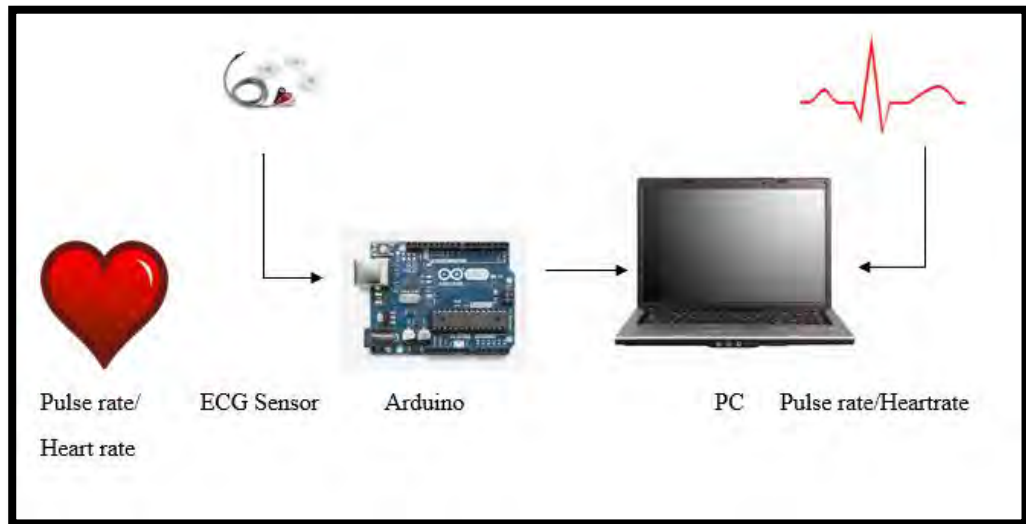 Pulse rate/
Heart rate
ECG Sensor
Arduino
PC
Pulse rate/Heartrate